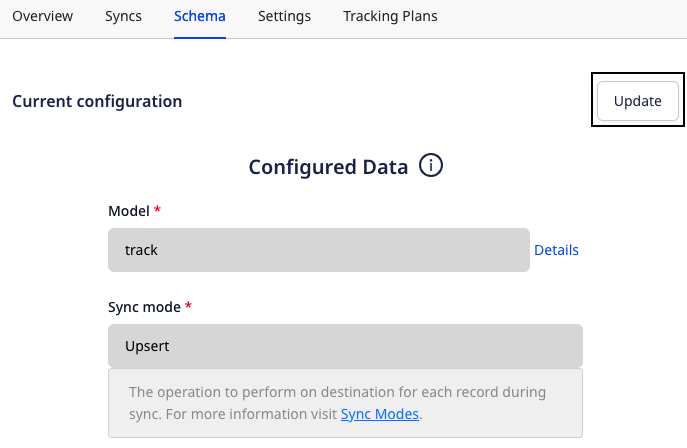 Overview Syncs Schema Settings Tracking Plans
Current configuration Update
Configured Data
Model *
track Details
Sync mode *
Upsert
The operation to perform on destination for each record during
sync. For more information visit Sync Modes.